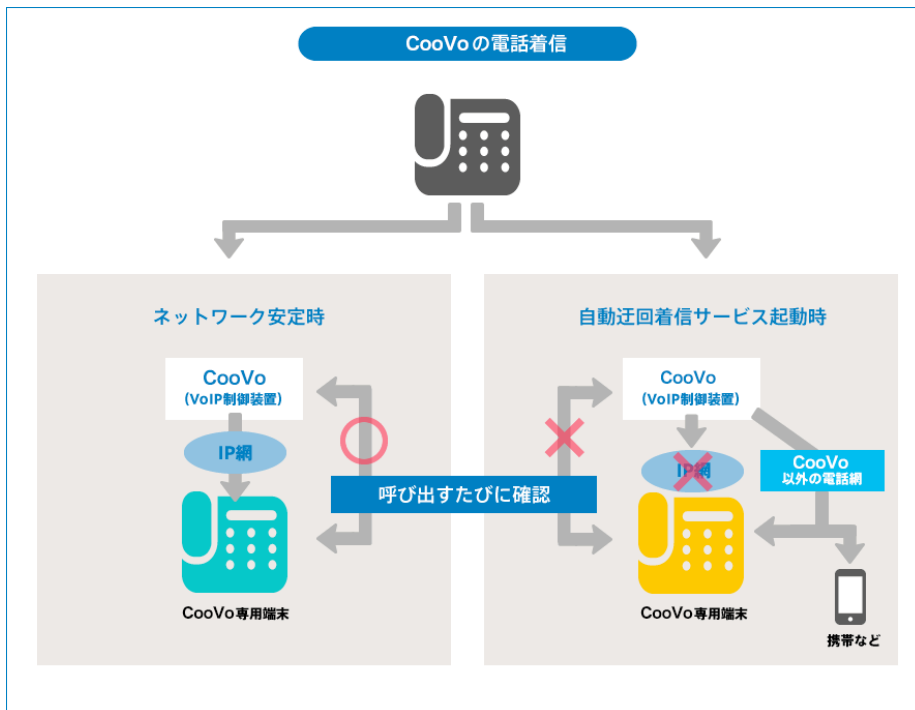 CooVoの電話着信
ネットワーク安定時
CooVo
(VoIP制御装置)
IP網
CooVo専用端末
呼び出すたびに確認
自動迂回着信サービス起動時
CooVo
(VoIP制御装置)
IP網
CooVo
以外の電話網
CooVo専用端末
携帯など